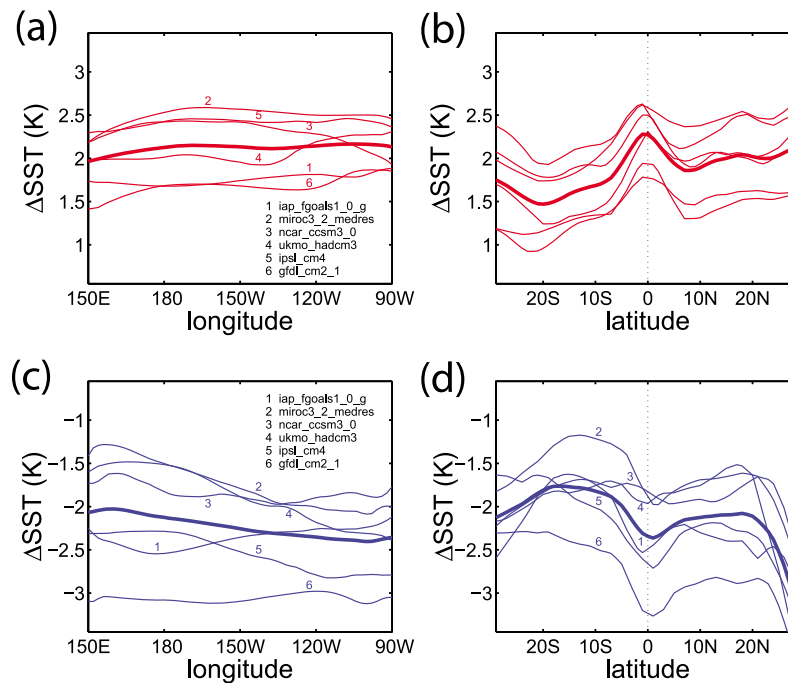 (a)
ΔSST (K)
3
2.5
2
1.5
1
2
5
3
4
1
6
1 iap_fgoals1_0_g
2 miroc3_2_medres
3 ncar_ccsm3_0
4 ukmo_hadcm3
5 ipsl_cm4
6 gfdl_cm2_1
150E 180 150W 120W 90W
longitude
(b)
ΔSST (K)
3
2.5
2
1.5
1
20S 10S 0 10N 20N
latitude
(c)
ΔSST (K)
−1
−1.5
−2
−2.5
−3
1 iap_fgoals1_0_g
2 miroc3_2_medres
3 ncar_ccsm3_0
4 ukmo_hadcm3
5 ipsl_cm4
6 gfdl_cm2_1
2
3
4
1
5
6
150E 180 150W 120W 90W
longitude
(d)
ΔSST (K)
−1
−1.5
−2
−2.5
−3
2
3
5
4
1
6
20S 10S 0 10N 20N
latitude